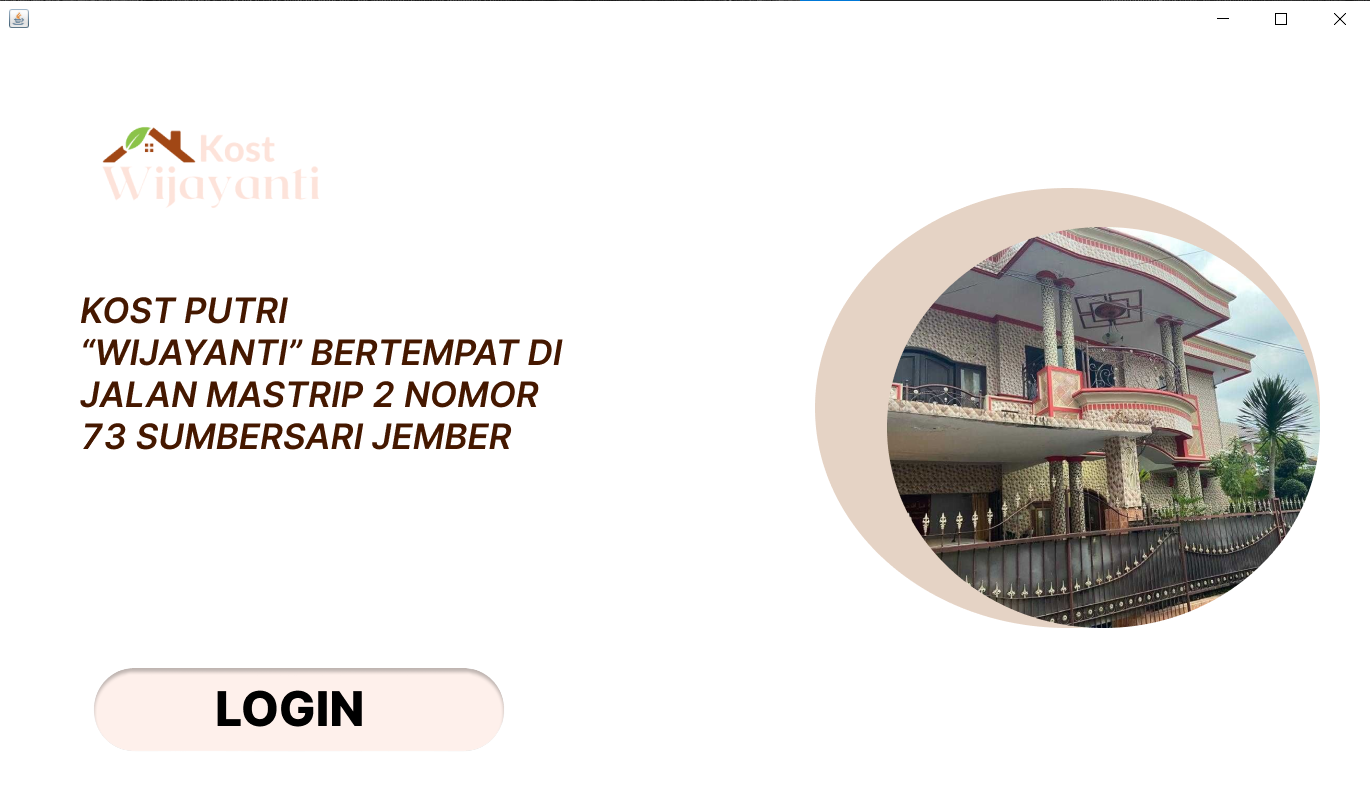 Kost
Wijayanti
KOST PUTRI
“WIJAYANTI” BERTEMPAT DI
JALAN MASTRIP 2 NOMOR
73 SUMBERSARI JEMBER
LOGIN